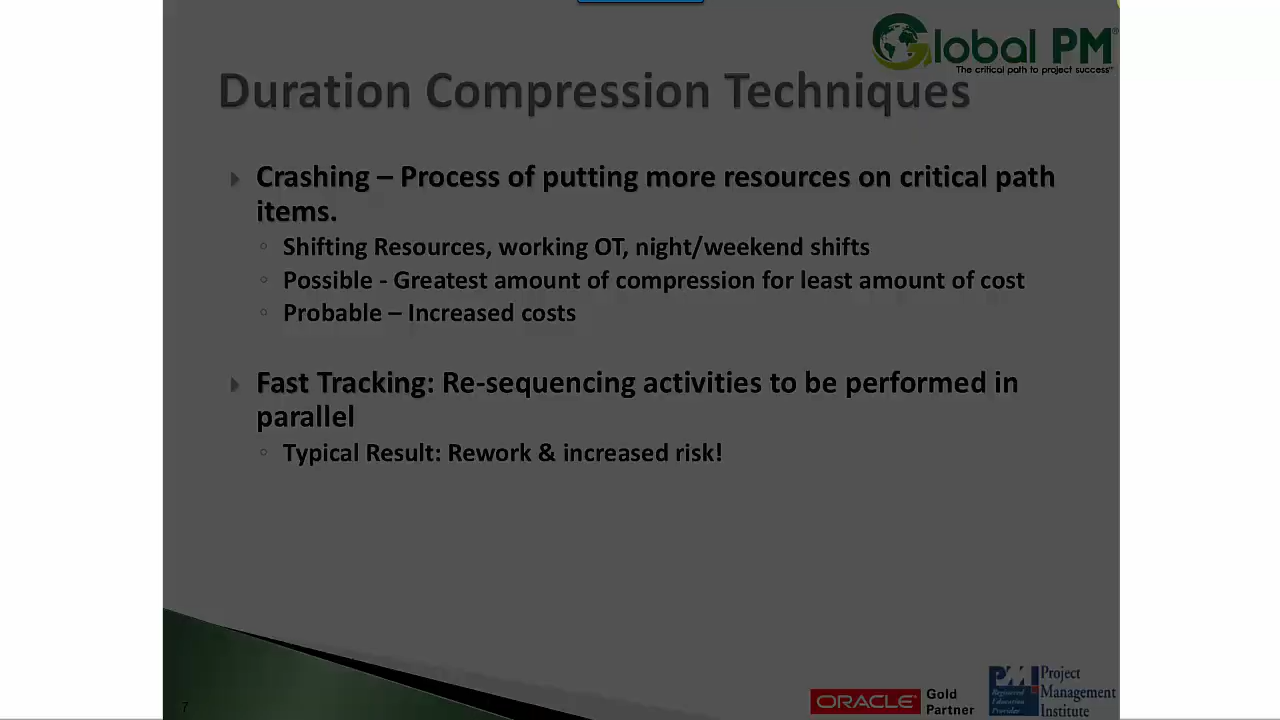 Global PM®
The critical path to project success™
Duration Compression Techniques
Crashing – Process of putting more resources on critical path
items.
Shifting Resources, working OT, night/weekend shifts
Possible - Greatest amount of compression for least amount of cost
Probable – Increased costs
Fast Tracking: Re-sequencing activities to be performed in
parallel
Typical Result: Rework & increased risk!
7
ORACLE
Gold
Partner
PMI
Registered
Education
Provider
Project
Management
Institute